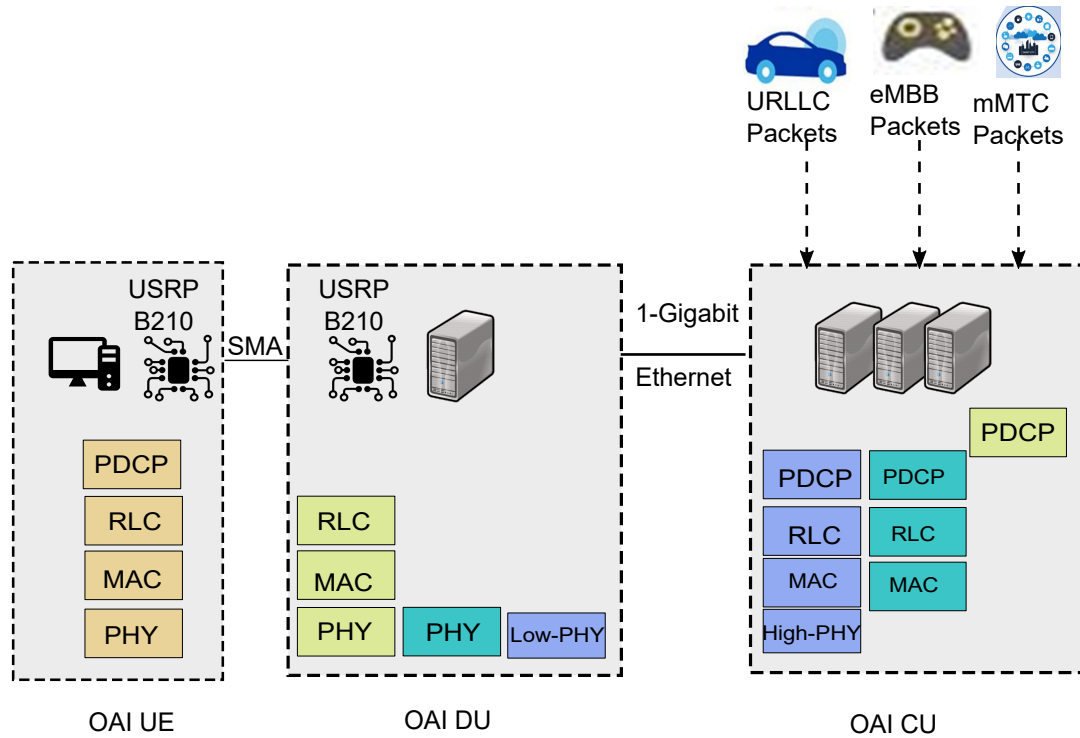 URLLC
Packets
eMBB
Packets
mMTC
Packets
USRP
B210
SMA
USRP
B210
1-Gigabit
Ethernet
PDCP
RLC
MAC
PHY
RLC
MAC
PHY
PHY
Low-PHY
PDCP
RLC
MAC
High-PHY
PDCP
RLC
MAC
PDCP
OAI UE
OAI DU
OAI CU